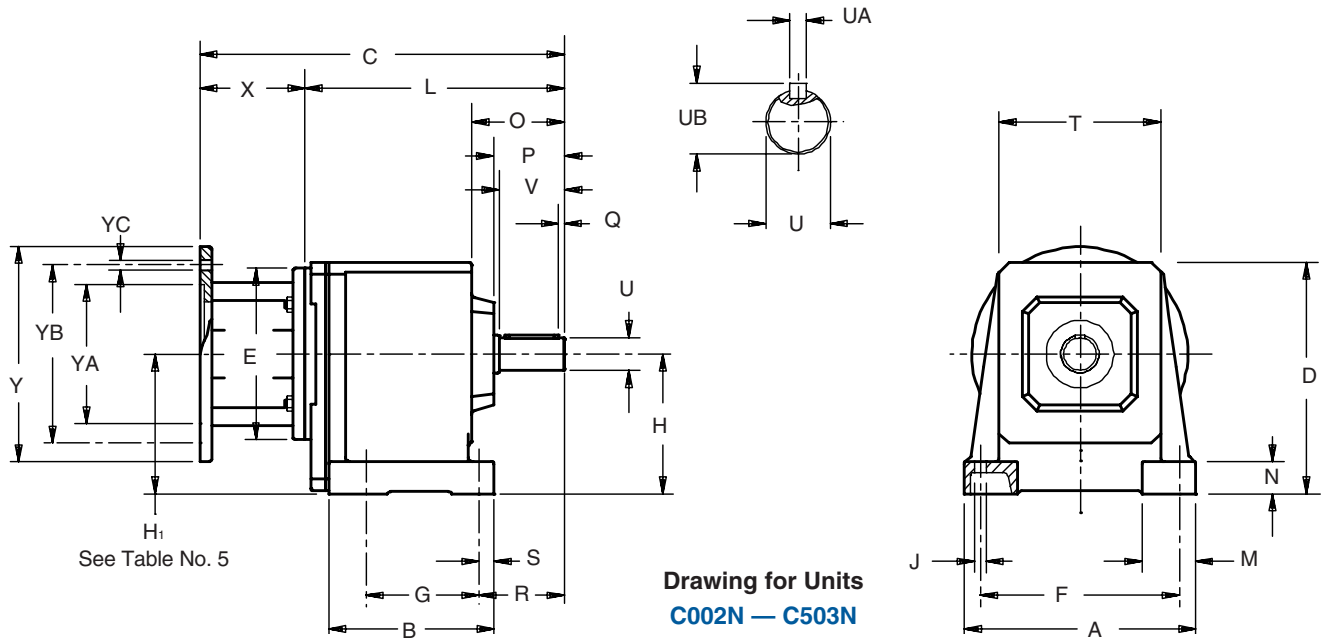 UA
C
X
L
O
UB
T
P
V
Q
YC
U
U
YB
YA
E
Y
H
D
N
H₁
See Table No. 5
S
J
M
G
R
F
B
A
Drawing for Units
C002N — C503N